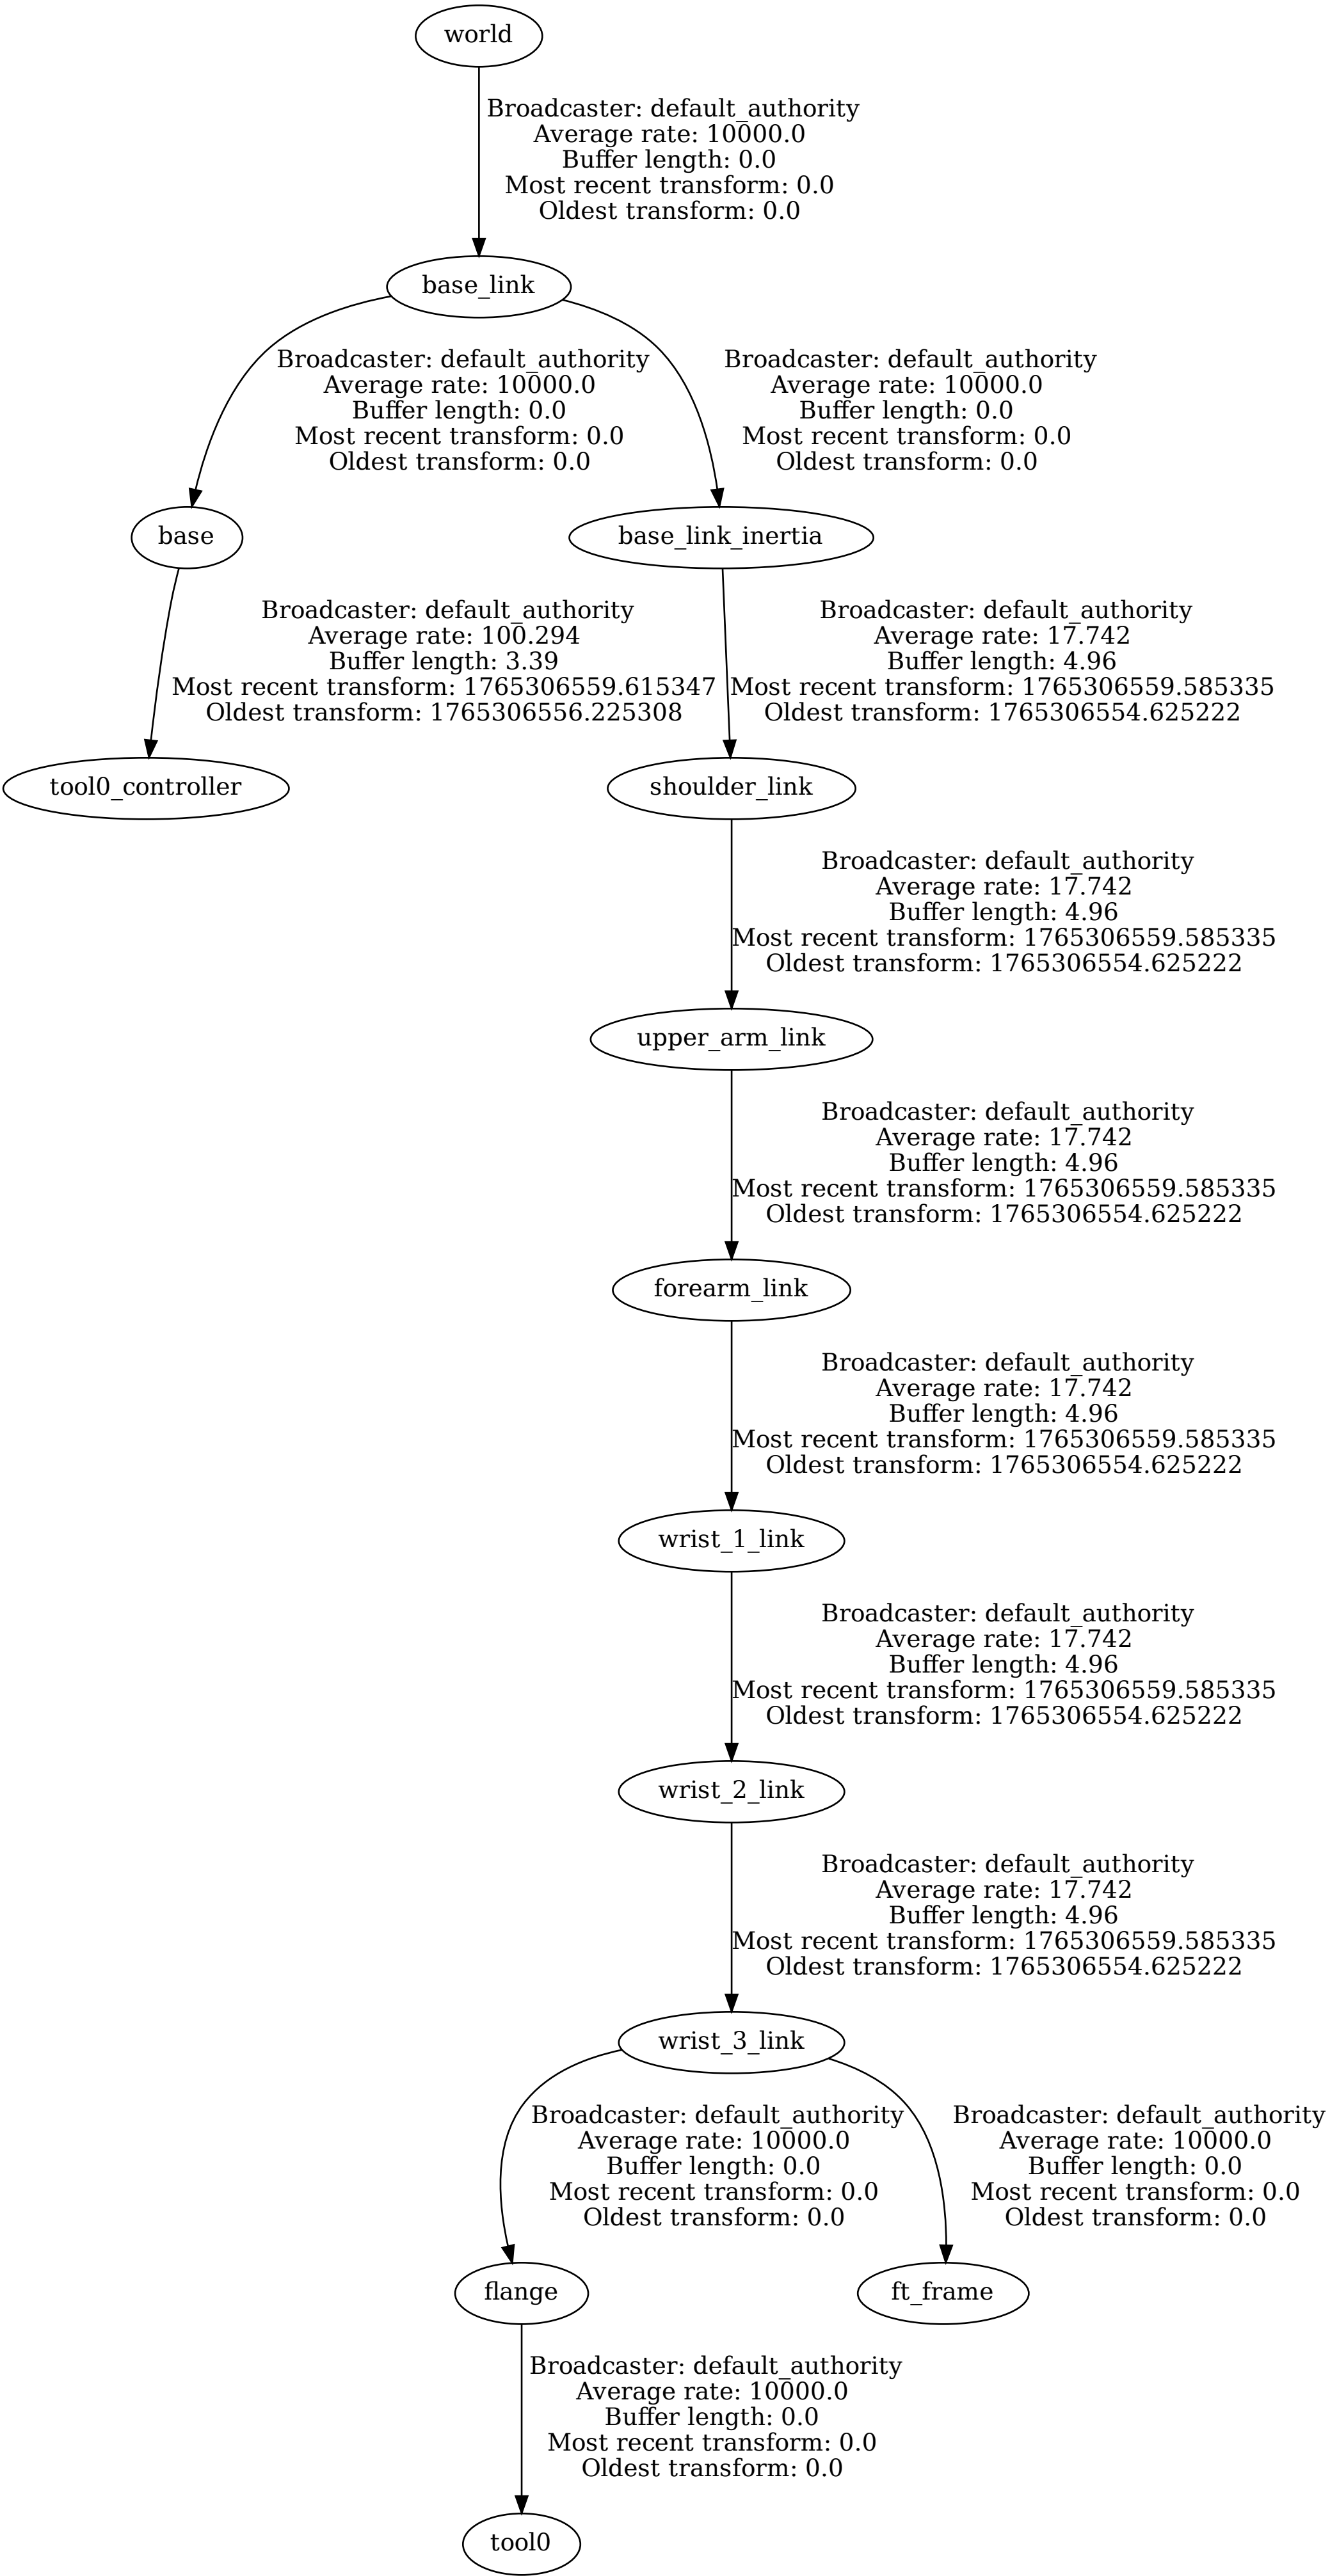 world
Broadcaster: default_authority
Average rate: 10000.0
Buffer length: 0.0
Most recent transform: 0.0
Oldest transform: 0.0
base_link
Broadcaster: default_authority
Average rate: 10000.0
Buffer length: 0.0
Most recent transform: 0.0
Oldest transform: 0.0
Broadcaster: default_authority
Average rate: 10000.0
Buffer length: 0.0
Most recent transform: 0.0
Oldest transform: 0.0
base
base_link_inertia
Broadcaster: default_authority
Average rate: 100.294
Buffer length: 3.39
Most recent transform: 1765306559.615347
Oldest transform: 1765306556.225308
Broadcaster: default_authority
Average rate: 17.742
Buffer length: 4.96
Most recent transform: 1765306559.585335
Oldest transform: 1765306554.625222
tool0_controller
shoulder_link
Broadcaster: default_authority
Average rate: 17.742
Buffer length: 4.96
Most recent transform: 1765306559.585335
Oldest transform: 1765306554.625222
upper_arm_link
Broadcaster: default_authority
Average rate: 17.742
Buffer length: 4.96
Most recent transform: 1765306559.585335
Oldest transform: 1765306554.625222
forearm_link
Broadcaster: default_authority
Average rate: 17.742
Buffer length: 4.96
Most recent transform: 1765306559.585335
Oldest transform: 1765306554.625222
wrist_1_link
Broadcaster: default_authority
Average rate: 17.742
Buffer length: 4.96
Most recent transform: 1765306559.585335
Oldest transform: 1765306554.625222
wrist_2_link
Broadcaster: default_authority
Average rate: 17.742
Buffer length: 4.96
Most recent transform: 1765306559.585335
Oldest transform: 1765306554.625222
wrist_3_link
Broadcaster: default_authority
Average rate: 10000.0
Buffer length: 0.0
Most recent transform: 0.0
Oldest transform: 0.0
Broadcaster: default_authority
Average rate: 10000.0
Buffer length: 0.0
Most recent transform: 0.0
Oldest transform: 0.0
flange
ft_frame
Broadcaster: default_authority
Average rate: 10000.0
Buffer length: 0.0
Most recent transform: 0.0
Oldest transform: 0.0
tool0